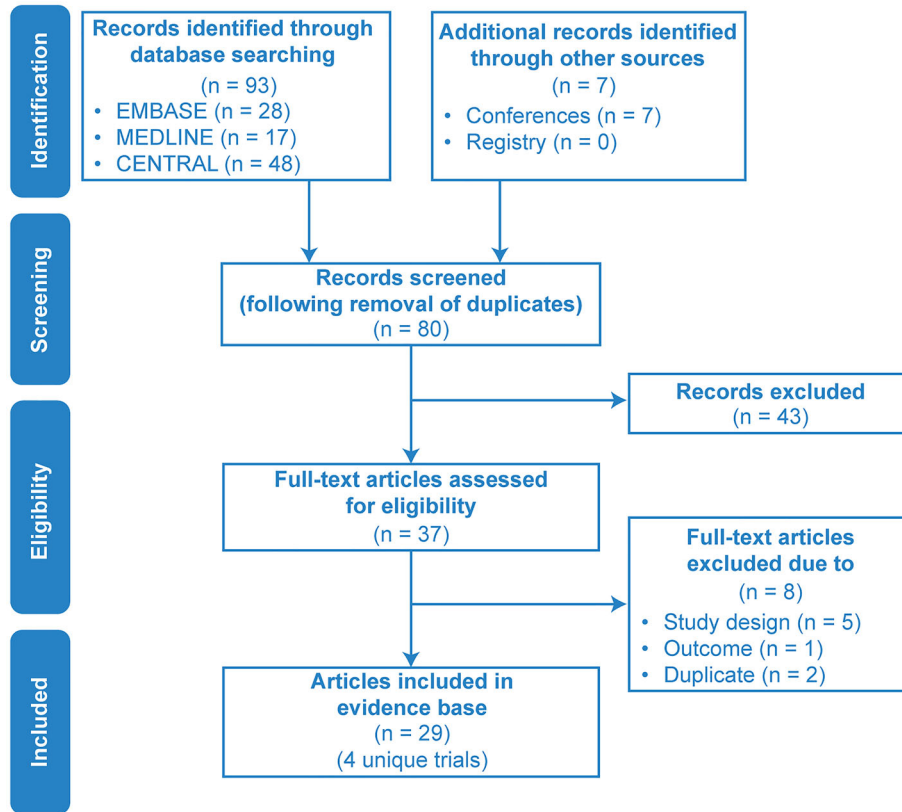 Identification
Records identified through
database searching
(n = 93)
• EMBASE (n = 28)
• MEDLINE (n = 17)
• CENTRAL (n = 48)
Additional records identified
through other sources
(n = 7)
• Conferences (n = 7)
• Registry (n = 0)
Screening
Records screened
(following removal of duplicates)
(n = 80)
Records excluded
(n = 43)
Eligibility
Full-text articles assessed
for eligibility
(n = 37)
Full-text articles
excluded due to
(n = 8)
• Study design (n = 5)
• Outcome (n = 1)
• Duplicate (n = 2)
Included
Articles included in
evidence base
(n = 29)
(4 unique trials)